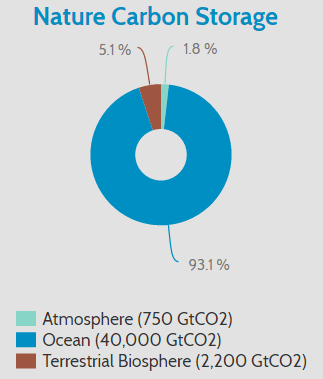 Nature Carbon Storage
5.1 %
1.8 %
93.1 %
Atmosphere (750 GtCO2)
Ocean (40,000 GtCO2)
Terrestrial Biosphere (2,200 GtCO2)